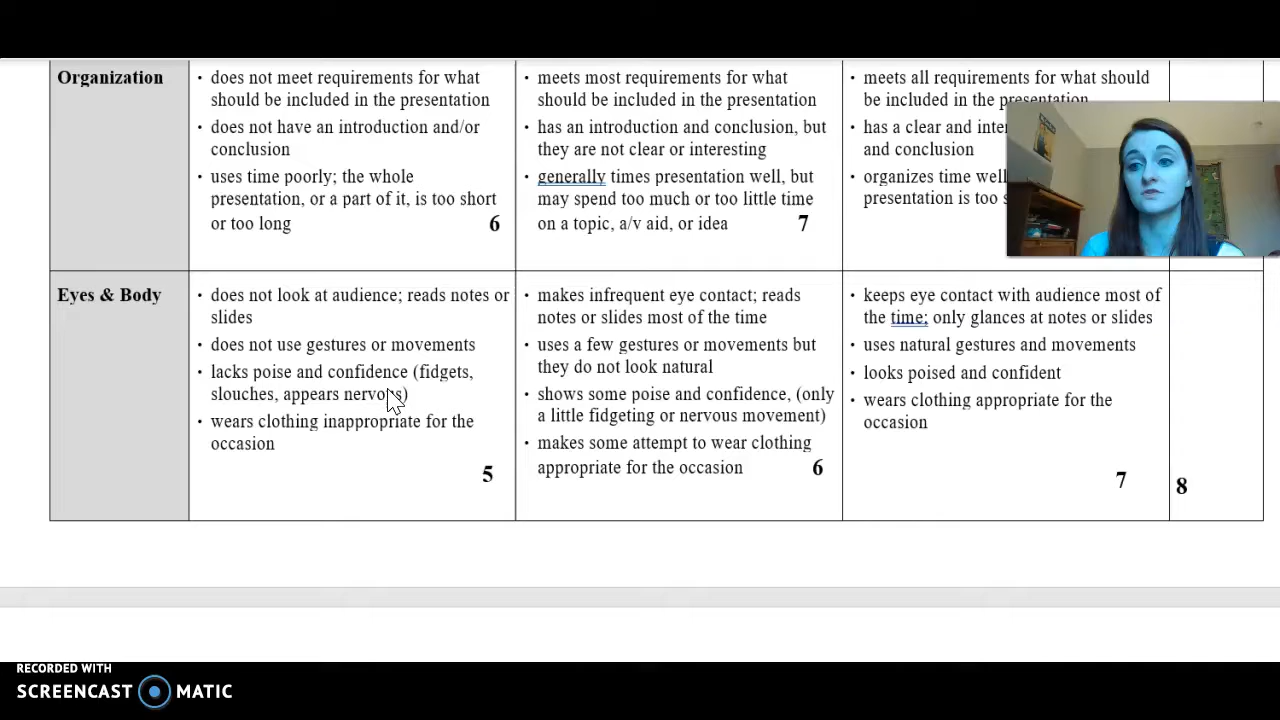 Organization
· does not meet requirements for what
should be included in the presentation
· does not have an introduction and/or
conclusion
· uses time poorly; the whole
presentation, or a part of it, is too short
or too long
6
· meets most requirements for what
should be included in the presentation
· has an introduction and conclusion, but
they are not clear or interesting
· generally times presentation well, but
may spend too much or too little time
on a topic, a/v aid, or idea
7
· meets all requirements for what should
be included in the presentation
· has a clear and
and conclusion
· organizes time well
presentation is too
Eyes & Body
· does not look at audience; reads notes or
slides
· does not use gestures or movements
· lacks poise and confidence (fidgets,
slouches, appears nervous)
· wears clothing inappropriate for the
occasion
5
· makes infrequent eye contact; reads
notes or slides most of the time
· uses a few gestures or movements but
they do not look natural
· shows some poise and confidence, (only
a little fidgeting or nervous movement)
· makes some attempt to wear clothing
appropriate for the occasion
6
· keeps eye contact with audience most of
the time; only glances at notes or slides
· uses natural gestures and movements
· looks poised and confident
· wears clothing appropriate for the
occasion
7
8
RECORDED WITH
SCREENCAST MATIC